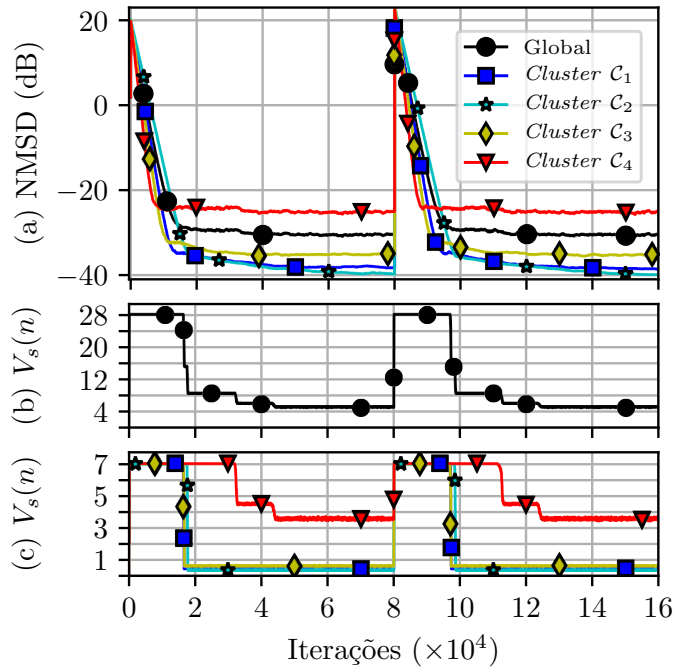 20
0
−20
−40
(a) NMSD (dB)
Global
Cluster C₁
Cluster C₂
Cluster C₃
Cluster C₄
28
20
12
4
(b) Vₛ(n)
7
5
3
1
(c) Vₛ(n)
0 2 4 6 8 10 12 14 16
Iterações (×10⁴)